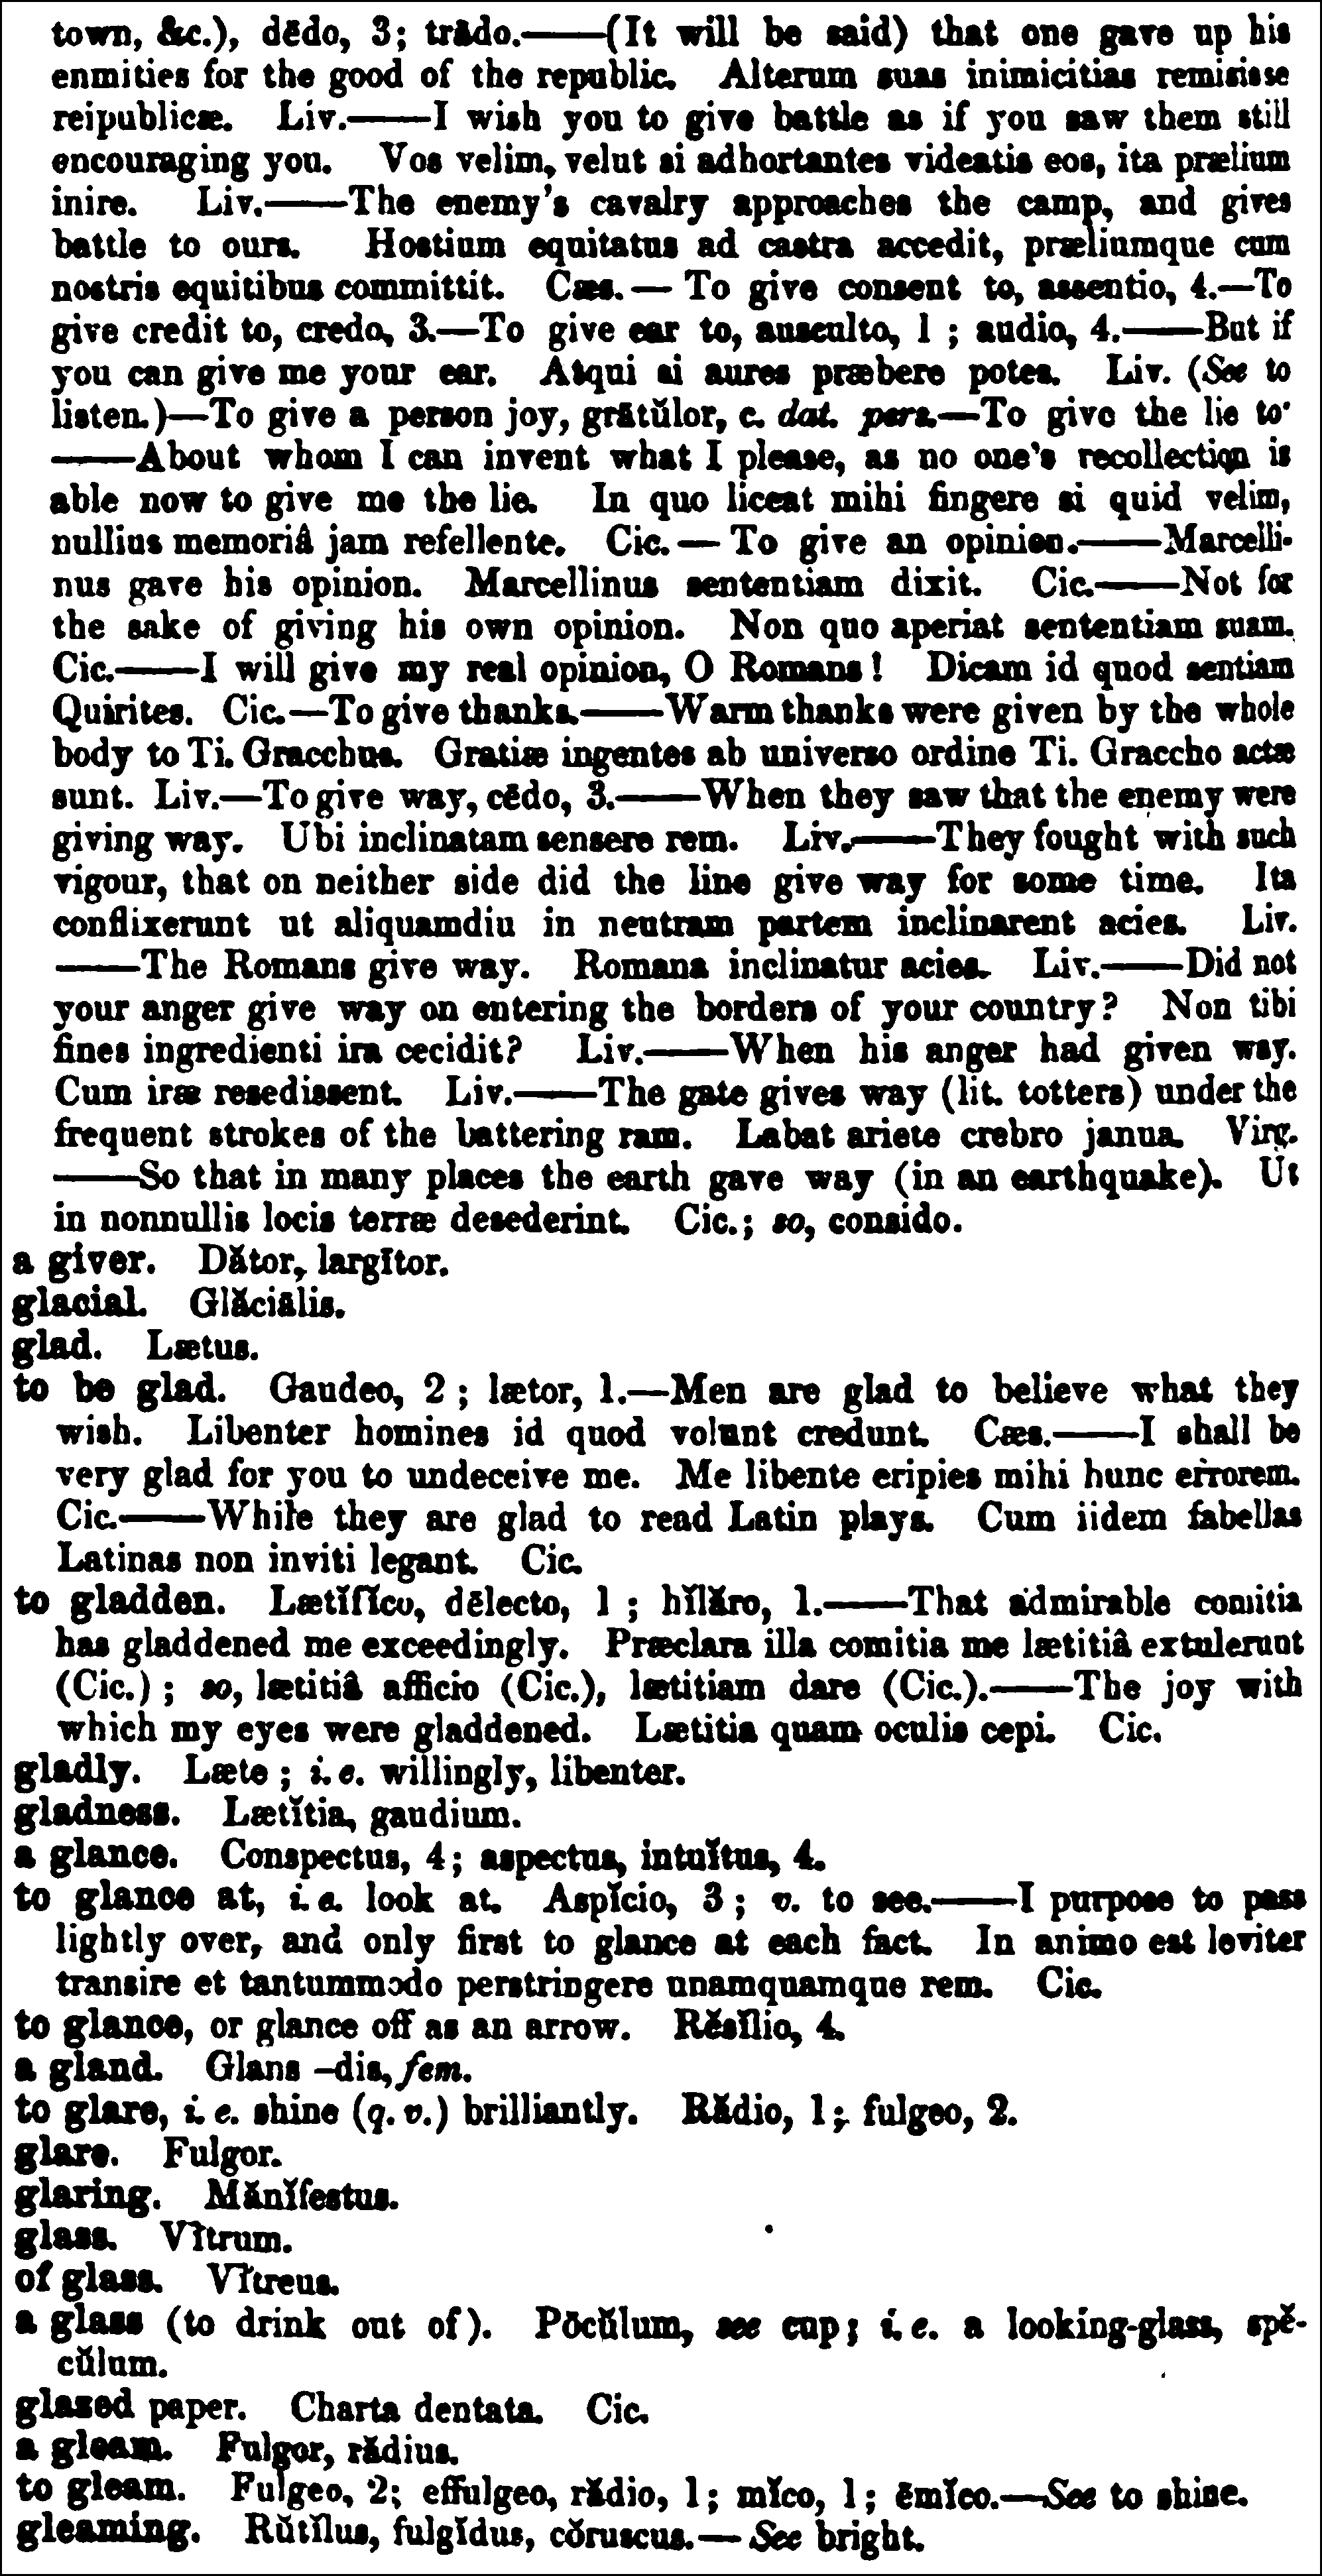 town, &c.), dēdo, 3; trādo.——(It will be said) that one gave up his
enmities for the good of the republic. Alterum suas inimicitias remisisse
reipublicæ. Liv.——I wish you to give battle as if you saw them still
encouraging you. Vos velim, velut si adhortantes videatis eos, ita prælium
inire. Liv.——The enemy's cavalry approaches the camp, and gives
battle to ours. Hostium equitatus ad castra accedit, præliumque cum
nostris equitibus committit. Cæs.—To give consent to, assentio, 4.—To
give credit to, credo, 3.—To give ear to, ausculto, 1; audio, 4.——But if
you can give me your ear. Atqui si aures præbere potes. Liv. (See to
listen.)—To give a person joy, grātŭlor, c. dat. pers.—To give the lie to
——About whom I can invent what I please, as no one's recollection is
able now to give me the lie. In quo liceat mihi fingere si quid velim,
nullius memoriâ jam refellente. Cic.—To give an opinion.——Marcelli-
nus gave his opinion. Marcellinus sententiam dixit. Cic.——Not for
the sake of giving his own opinion. Non quo aperiat sententiam suam.
Cic.——I will give my real opinion, O Romans! Dicam id quod sentiam
Quirites. Cic.—To give thanks.——Warm thanks were given by the whole
body to Ti. Gracchus. Gratiæ ingentes ab universo ordine Ti. Graccho actæ
sunt. Liv.—To give way, cēdo, 3.——When they saw that the enemy were
giving way. Ubi inclinatam sensere rem. Liv.——They fought with such
vigour, that on neither side did the line give way for some time. Ita
conflixerunt ut aliquamdiu in neutram partem inclinarent acies. Liv.
——The Romans give way. Romana inclinatur acies. Liv.——Did not
your anger give way on entering the borders of your country? Non tibi
fines ingredienti ira cecidit? Liv.——When his anger had given way.
Cum iræ resedissent. Liv.——The gate gives way (lit. totters) under the
frequent strokes of the battering ram. Labat ariete crebro janua. Virg.
——So that in many places the earth gave way (in an earthquake). Ut
in nonnullis locis terræ desederint. Cic.; so, consido.
a giver. Dător, largītor.
glacial. Glăciālis.
glad. Lætus.
to be glad. Gaudeo, 2; lætor, 1.—Men are glad to believe what they
wish. Libenter homines id quod volunt credunt. Cæs.——I shall be
very glad for you to undeceive me. Me libente eripies mihi hunc errorem.
Cic.——While they are glad to read Latin plays. Cum iidem fabellas
Latinas non inviti legant. Cic.
to gladden. Lætĭfĭco, dēlecto, 1; hĭlăro, 1.——That admirable comitia
has gladdened me exceedingly. Præclara illa comitia me lætitiâ extulerunt
(Cic.); so, lætitiâ afficio (Cic.), lætitiam dare (Cic.).——The joy with
which my eyes were gladdened. Lætitia quam oculis cepi. Cic.
gladly. Læte; i.e. willingly, libenter.
gladness. Lætĭtia, gaudium.
a glance. Conspectus, 4; aspectus, intuĭtus, 4.
to glance at, i.e. look at. Aspĭcio, 3; v. to see.——I purpose to pass
lightly over, and only first to glance at each fact. In animo est leviter
transire et tantummodo perstringere unamquamque rem. Cic.
to glance, or glance off as an arrow. Rĕsĭlio, 4.
a gland. Glans –dis, fem.
to glare, i.e. shine (q.v.) brilliantly. Rădio, 1; fulgeo, 2.
glare. Fulgor.
glaring. Mănĭfestus.
glass. Vĭtrum.
of glass. Vĭtreus.
a glass (to drink out of). Pōcŭlum, see cup; i.e. a looking-glass, spĕ-
cŭlum.
glazed paper. Charta dentata. Cic.
a gleam. Fulgor, rădius.
to gleam. Fulgeo, 2; effulgeo, rădio, 1; mĭco, 1; ēmĭco.—See to shine.
gleaming. Rŭtĭlus, fulgĭdus, cŏruscus.—See bright.